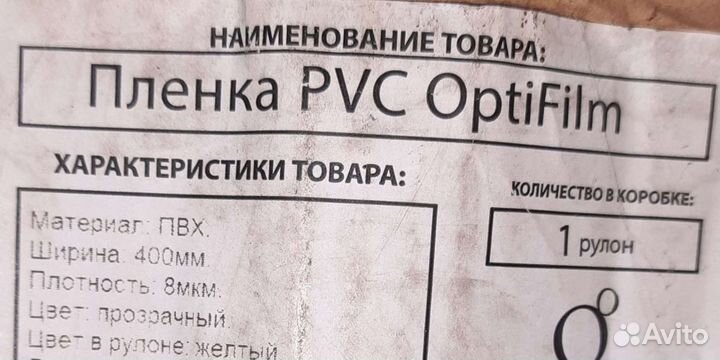 НАИМЕНОВАНИЕ ТОВАРА:
Пленка PVC OptiFilm
ХАРАКТЕРИСТИКИ ТОВАРА:
Материал: ПВХ.
Ширина: 400мм.
Плотность: 8мкм.
Цвет: прозрачный.
Цвет в рулоне: желтый
КОЛИЧЕСТВО В КОРОБКЕ:
1 рулон
Avito